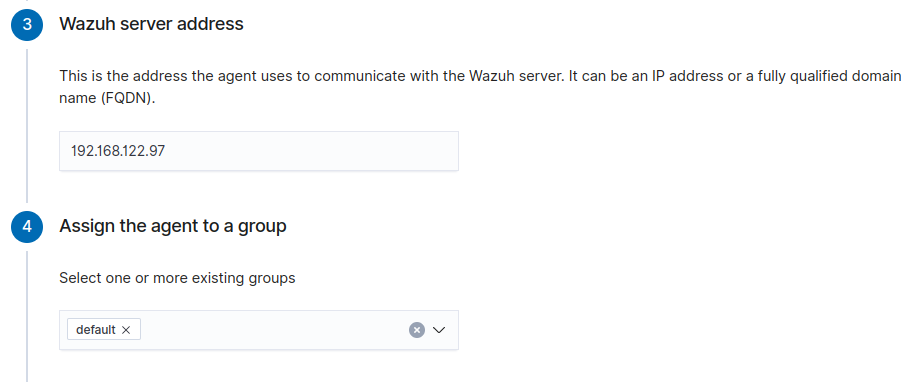 3 Wazuh server address
This is the address the agent uses to communicate with the Wazuh server. It can be an IP address or a fully qualified domain
name (FQDN).
192.168.122.97
4 Assign the agent to a group
Select one or more existing groups
default